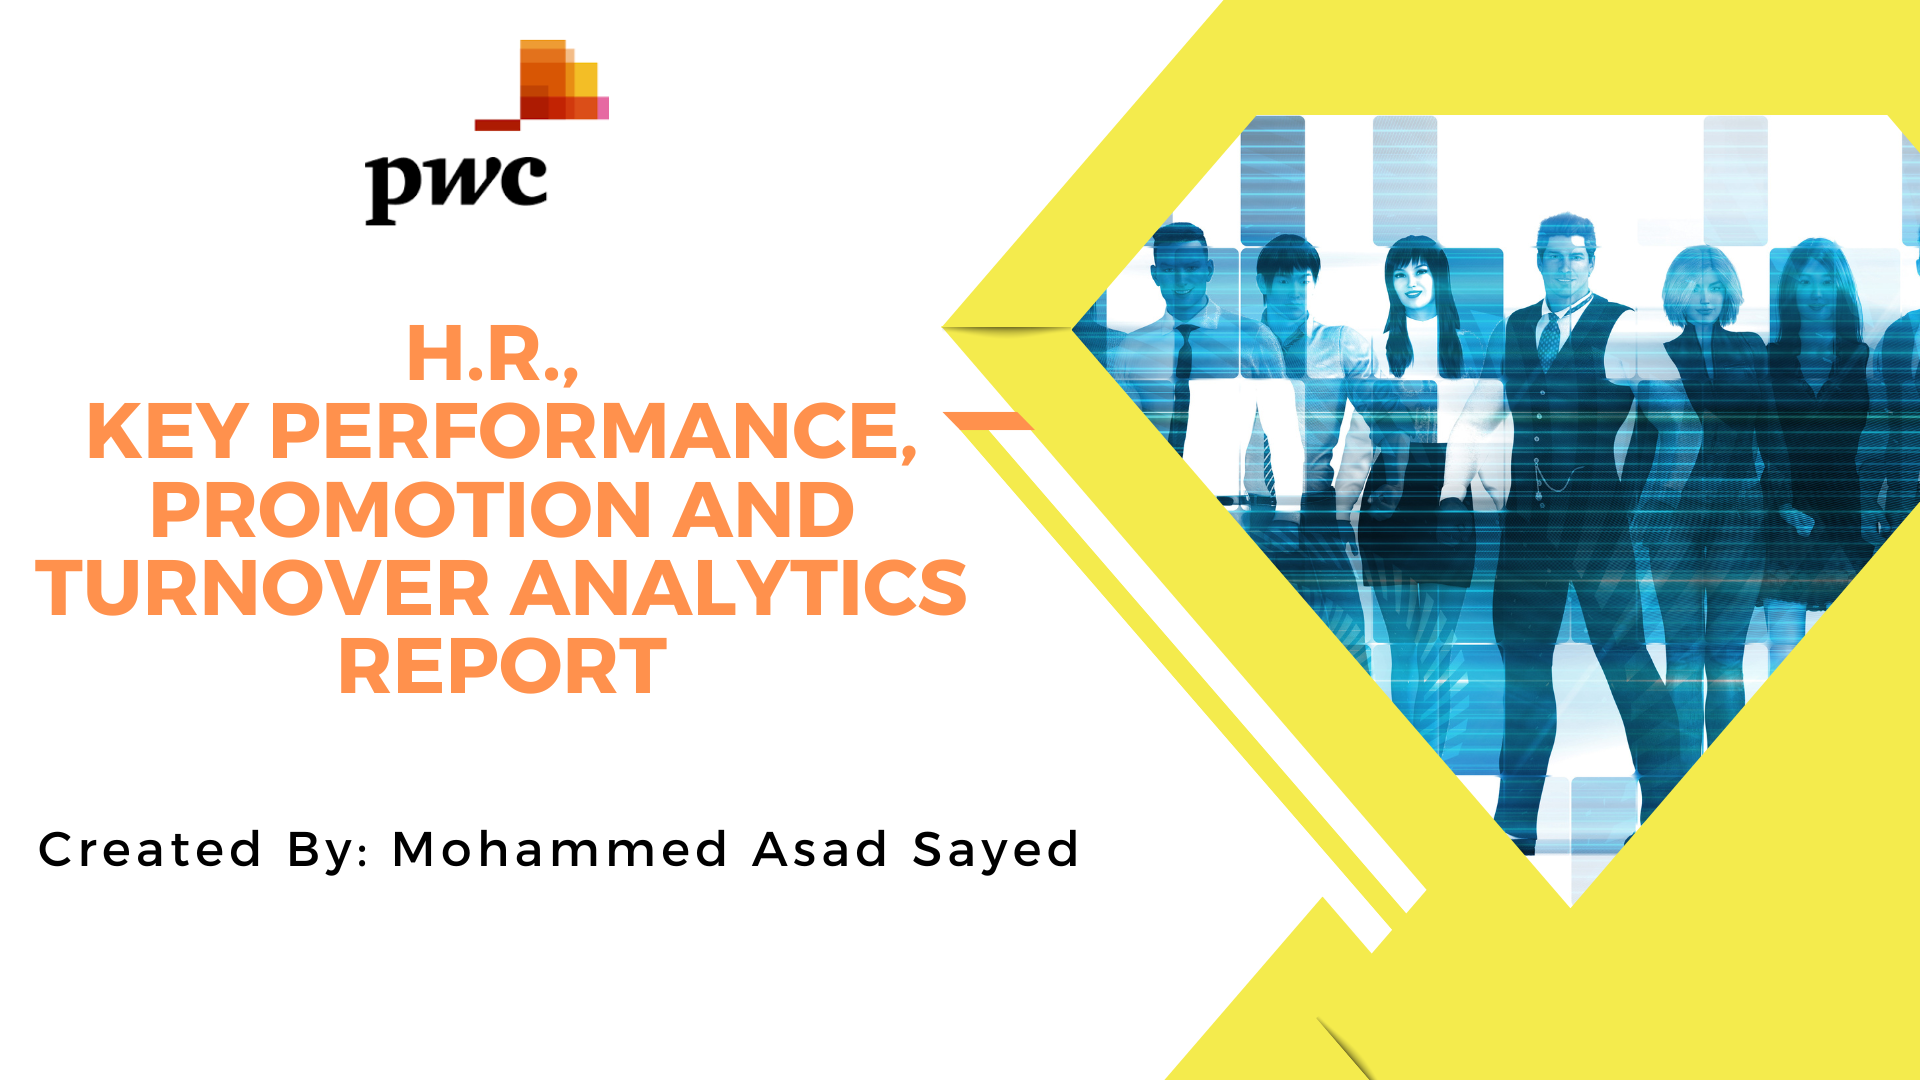 pwc
H.R.,
KEY PERFORMANCE,
PROMOTION AND
TURNOVER ANALYTICS
REPORT
Created By: Mohammed Asad Sayed